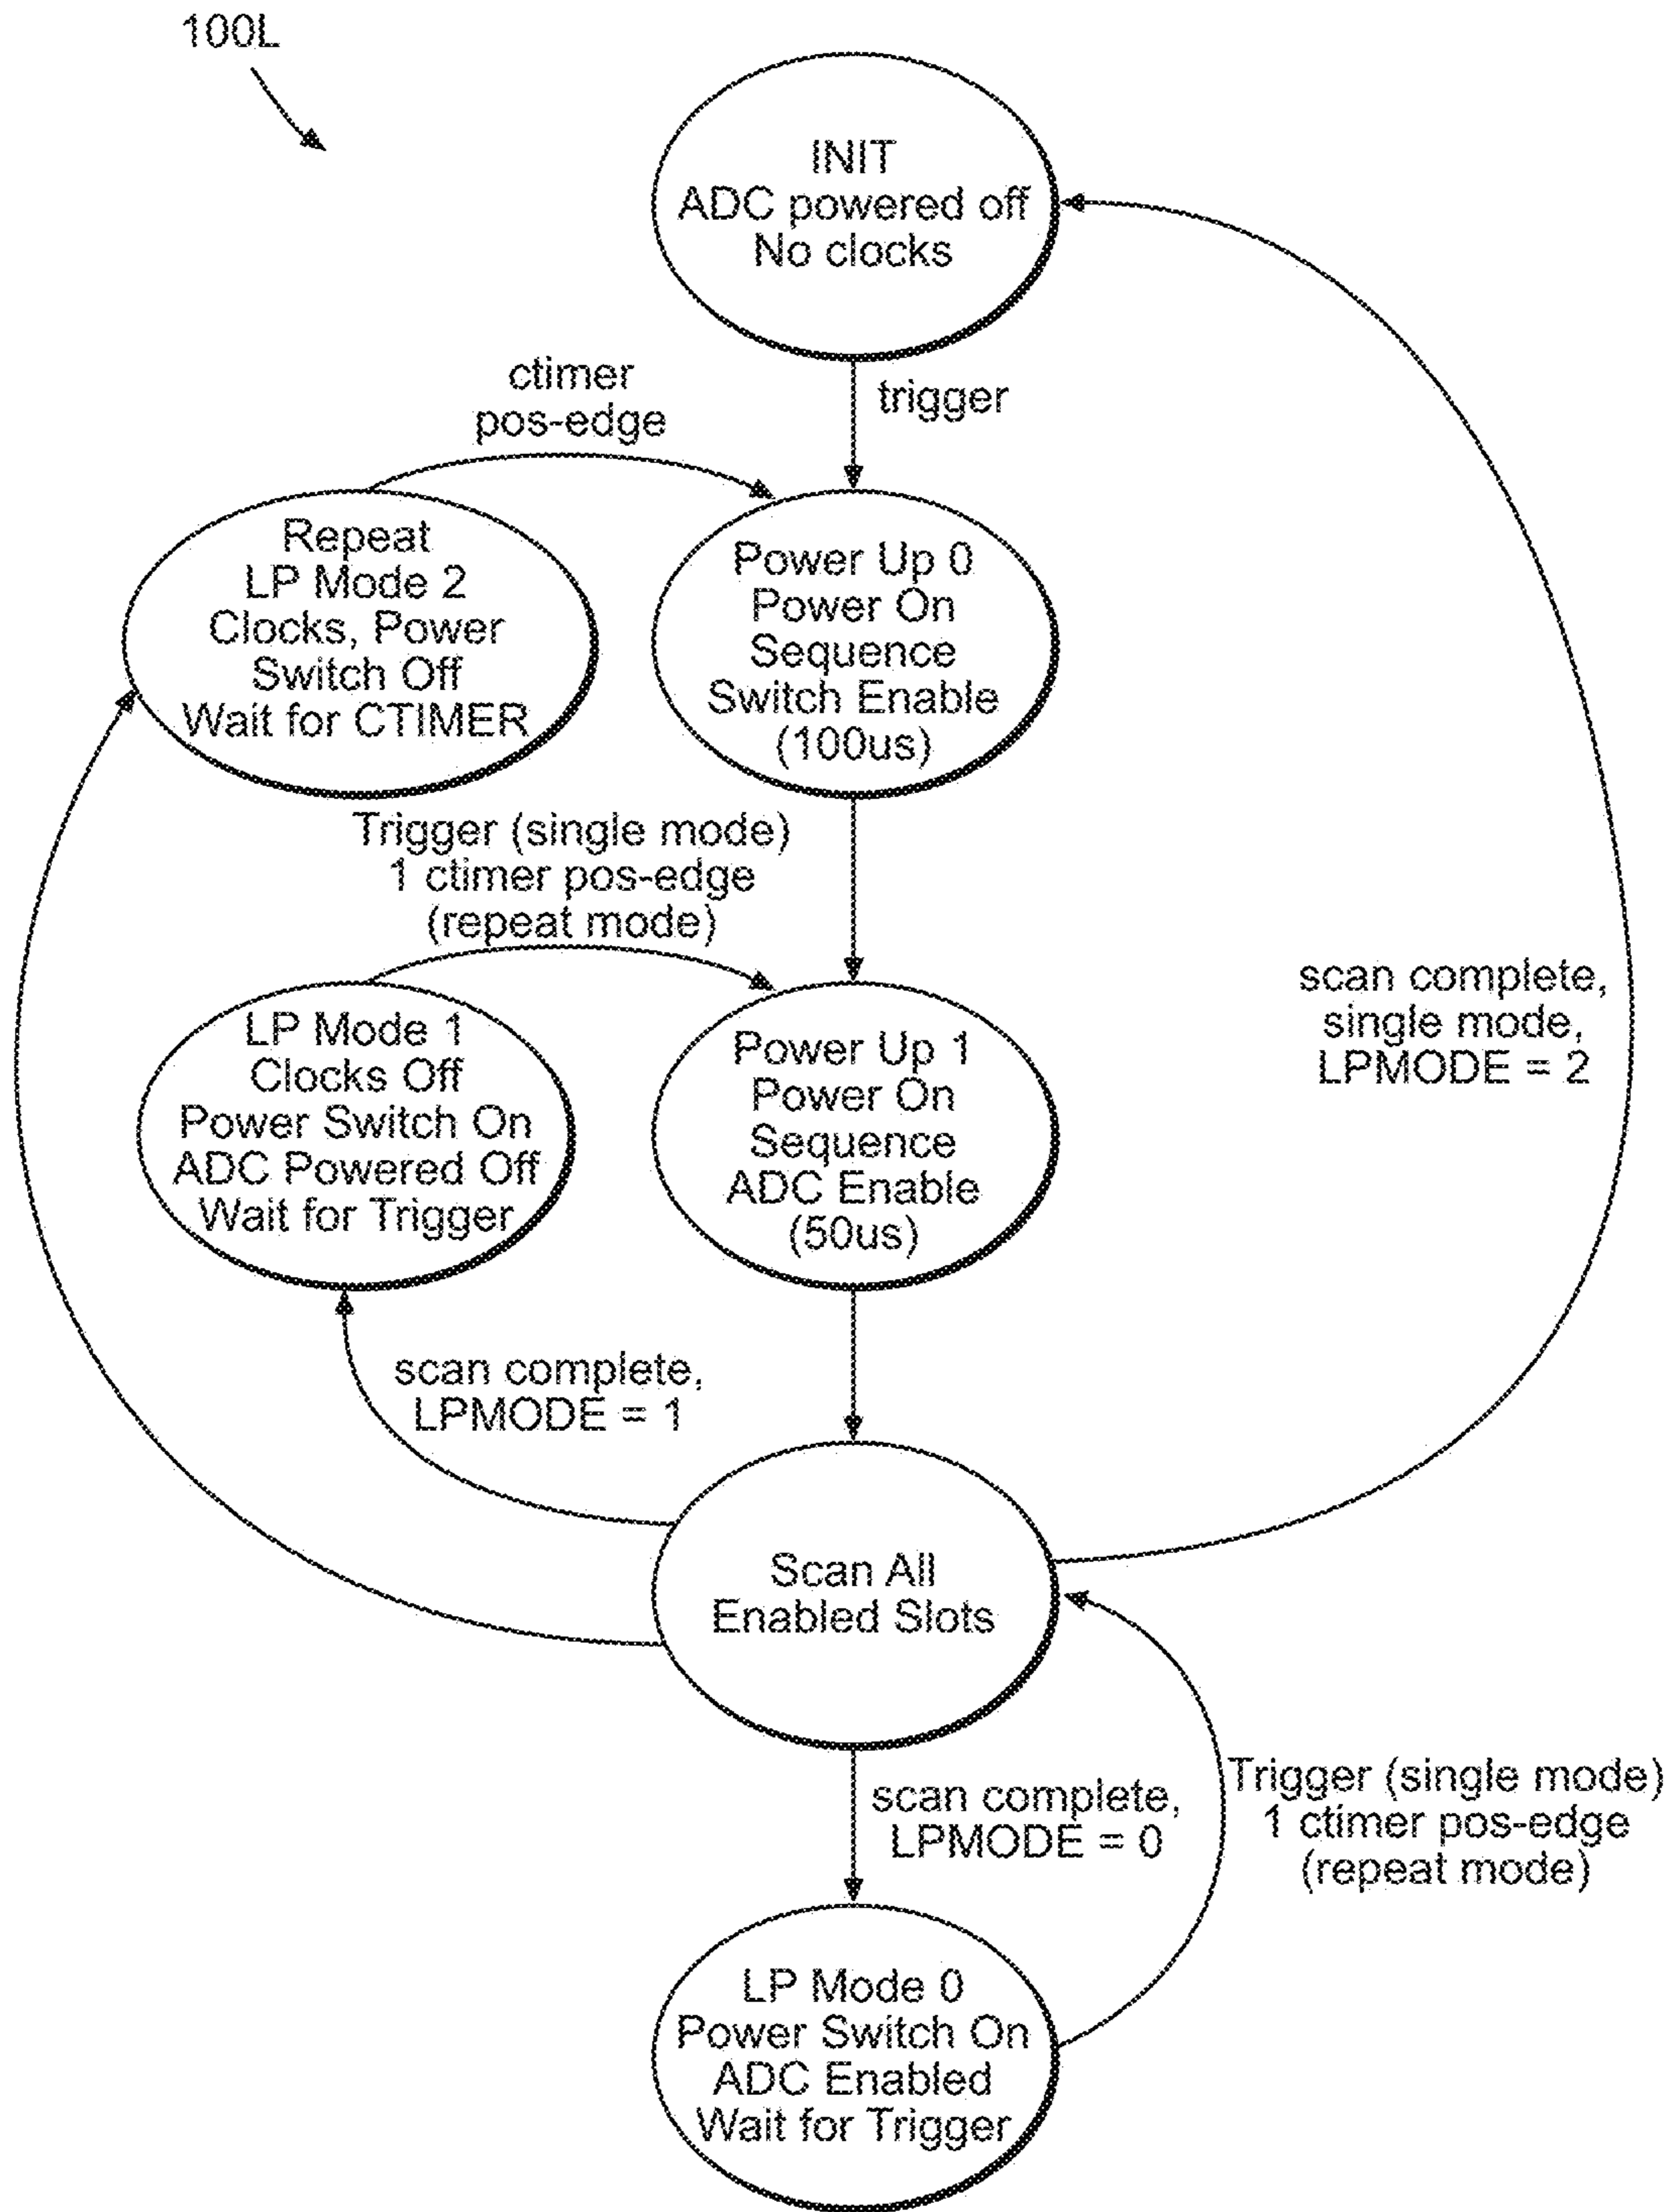 100L
INIT
ADC powered off
No clocks
trigger
ctimer
pos-edge
Repeat
LP Mode 2
Clocks, Power
Switch Off
Wait for CTIMER
Power Up 0
Power On
Sequence
Switch Enable
(100us)
Trigger (single mode)
1 ctimer pos-edge
(repeat mode)
LP Mode 1
Clocks Off
Power Switch On
ADC Powered Off
Wait for Trigger
Power Up 1
Power On
Sequence
ADC Enable
(50us)
scan complete,
single mode,
LPMODE = 2
scan complete,
LPMODE = 1
Scan All
Enabled Slots
scan complete,
LPMODE = 0
Trigger (single mode)
1 ctimer pos-edge
(repeat mode)
LP Mode 0
Power Switch On
ADC Enabled
Wait for Trigger